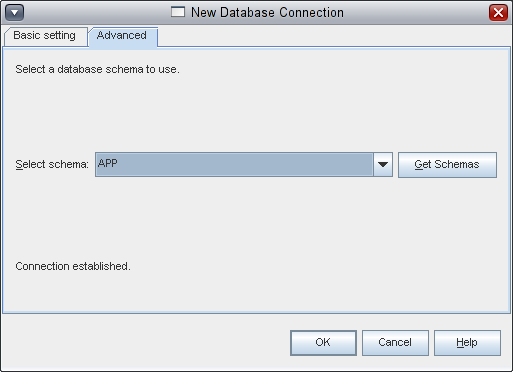 New Database Connection
Basic setting
Advanced
Select a database schema to use.
Select schema: APP Get Schemas
Connection established.
OK Cancel Help